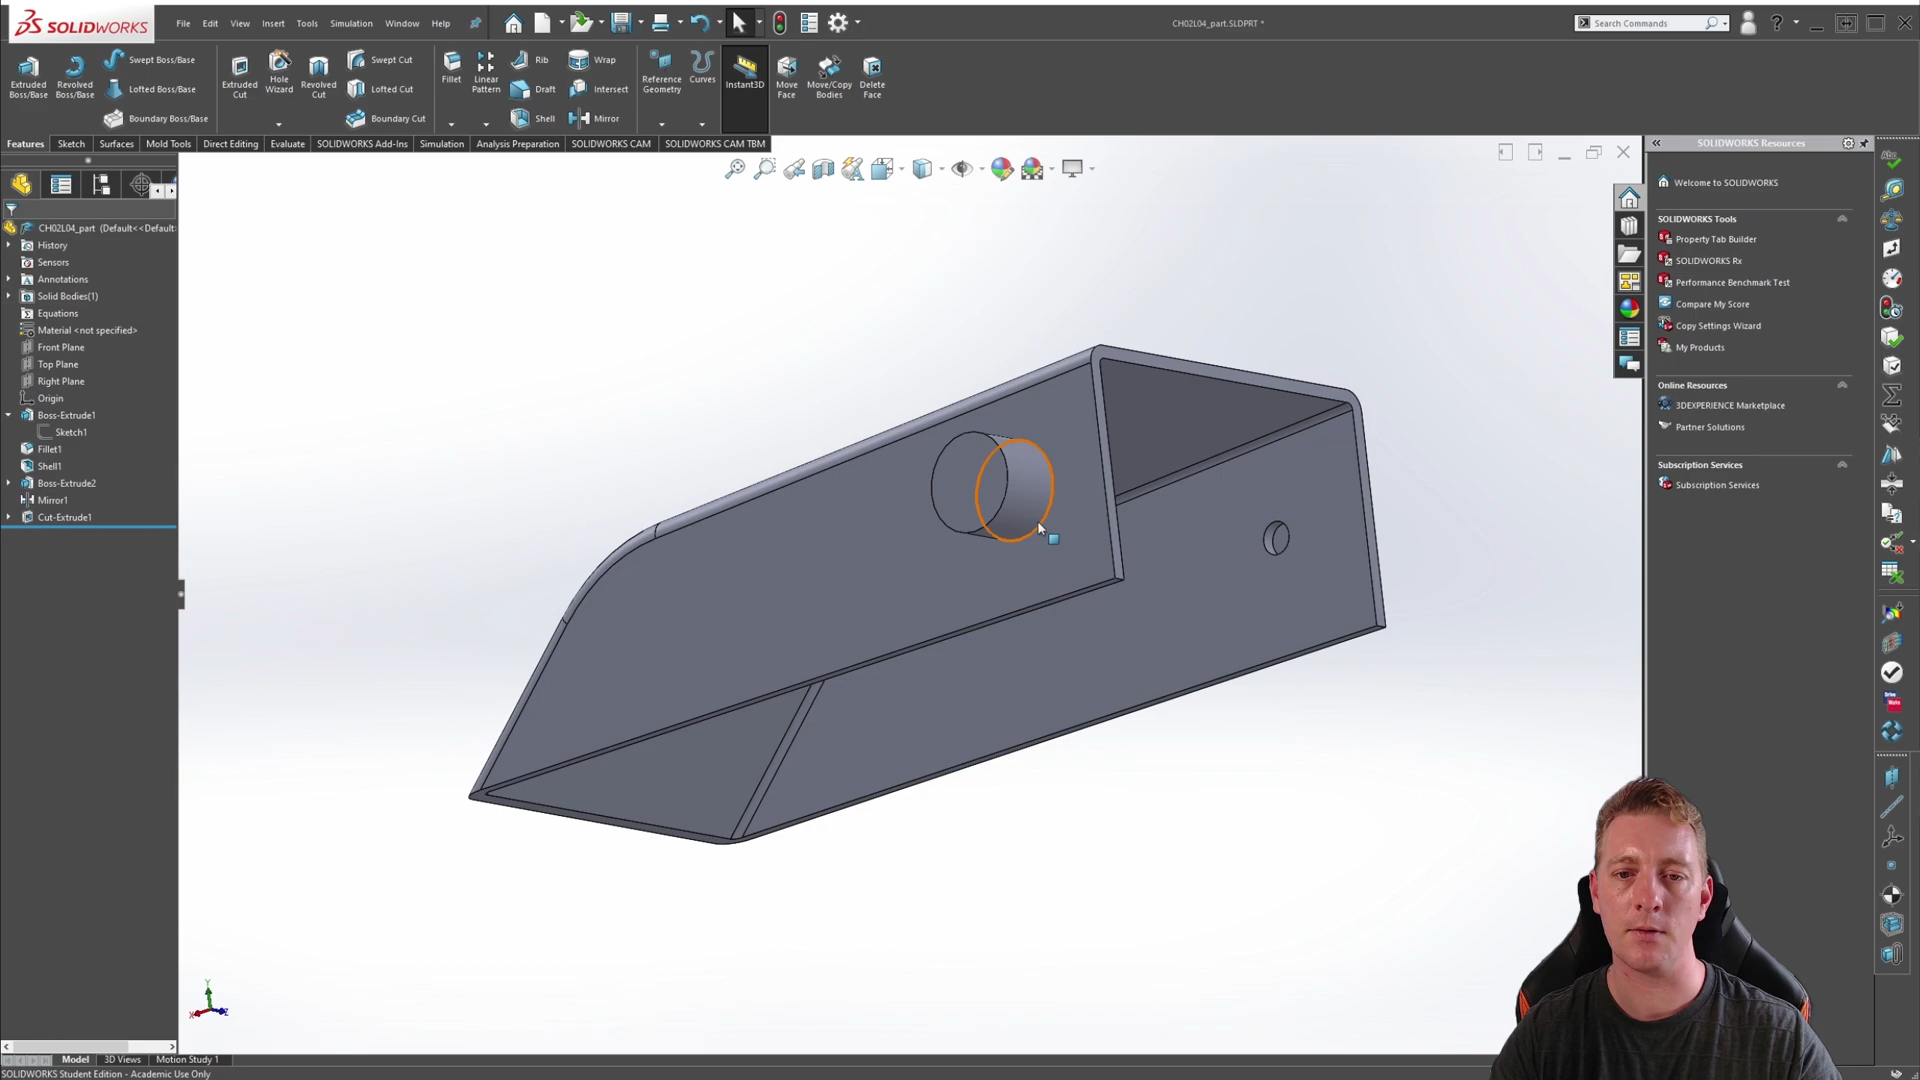 SOLIDWORKS
File Edit View Insert Tools Simulation Window Help
CH02L04_part.SLDPRT *
Search Commands
Extruded Boss/Base
Revolved Boss/Base
Swept Boss/Base
Lofted Boss/Base
Boundary Boss/Base
Extruded Cut
Hole Wizard
Revolved Cut
Swept Cut
Lofted Cut
Boundary Cut
Fillet
Linear Pattern
Rib
Draft
Shell
Wrap
Intersect
Mirror
Reference Geometry
Curves
Instant3D
Move Face
Move/Copy Bodies
Delete Face
Features Sketch Surfaces Mold Tools Direct Editing Evaluate SOLIDWORKS Add-Ins Simulation Analysis Preparation SOLIDWORKS CAM SOLIDWORKS CAM TBM
CH02L04_part (Default<<Default
History
Sensors
Annotations
Solid Bodies(1)
Equations
Material <not specified>
Front Plane
Top Plane
Right Plane
Origin
Boss-Extrude1
Sketch1
Fillet1
Shell1
Boss-Extrude2
Mirror1
Cut-Extrude1
SOLIDWORKS Resources
Welcome to SOLIDWORKS
SOLIDWORKS Tools
Property Tab Builder
SOLIDWORKS Rx
Performance Benchmark Test
Compare My Score
Copy Settings Wizard
My Products
Online Resources
3DEXPERIENCE Marketplace
Partner Solutions
Subscription Services
Subscription Services
Y
X
Z
Model 3D Views Motion Study 1
SOLIDWORKS Student Edition - Academic Use Only